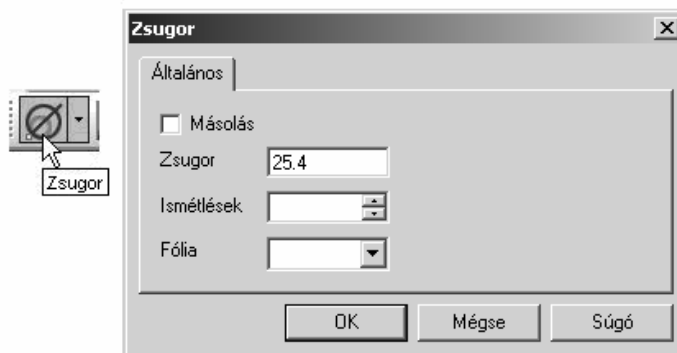 Zsugor
Zsugor
Általános
Másolás
Zsugor 25.4
Ismétlések
Fólia
OK Mégse Súgó